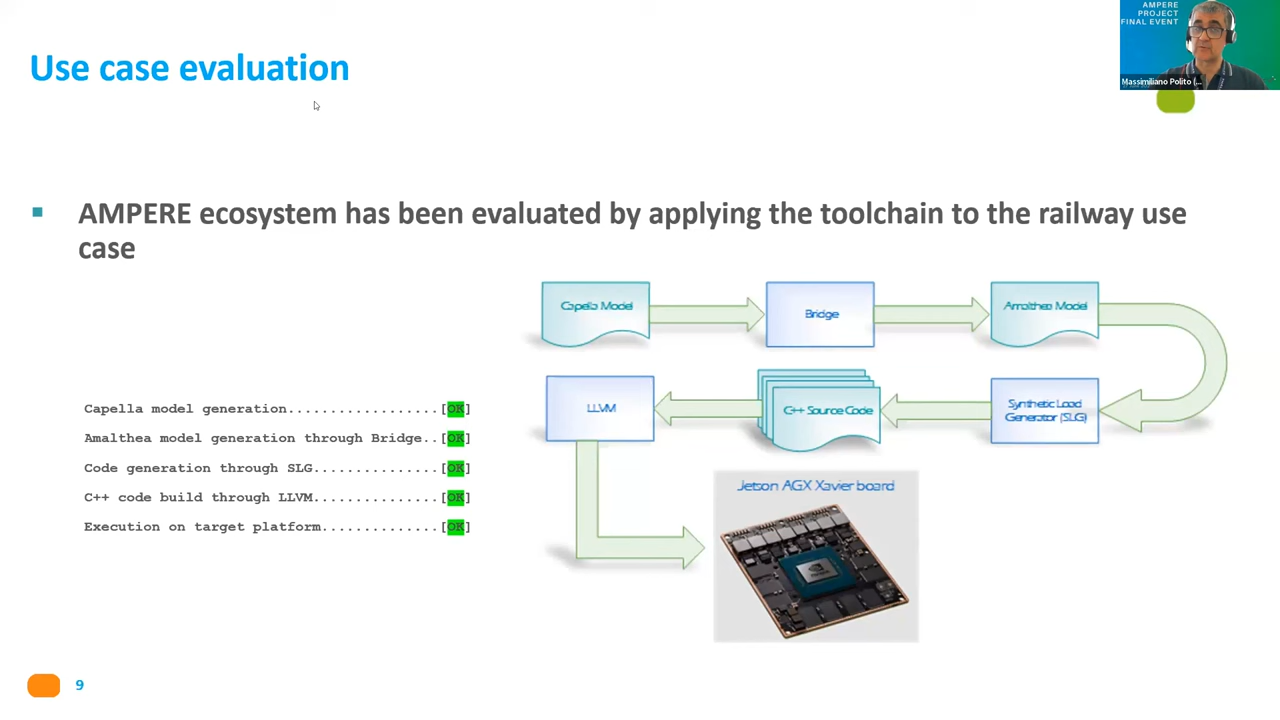 AMPERE
PROJECT
FINAL EVENT
Massimiliano Polito (...
Use case evaluation
AMPERE ecosystem has been evaluated by applying the toolchain to the railway use
case
Capella Model
Bridge
Amalthea Model
LLVM
C++ Source Code
Synthetic Load
Generator (SLG)
Capella model generation..................[OK]
Amalthea model generation through Bridge..[OK]
Code generation through SLG...............[OK]
C++ code build through LLVM...............[OK]
Execution on target platform..............[OK]
Jetson AGX Xavier board
9